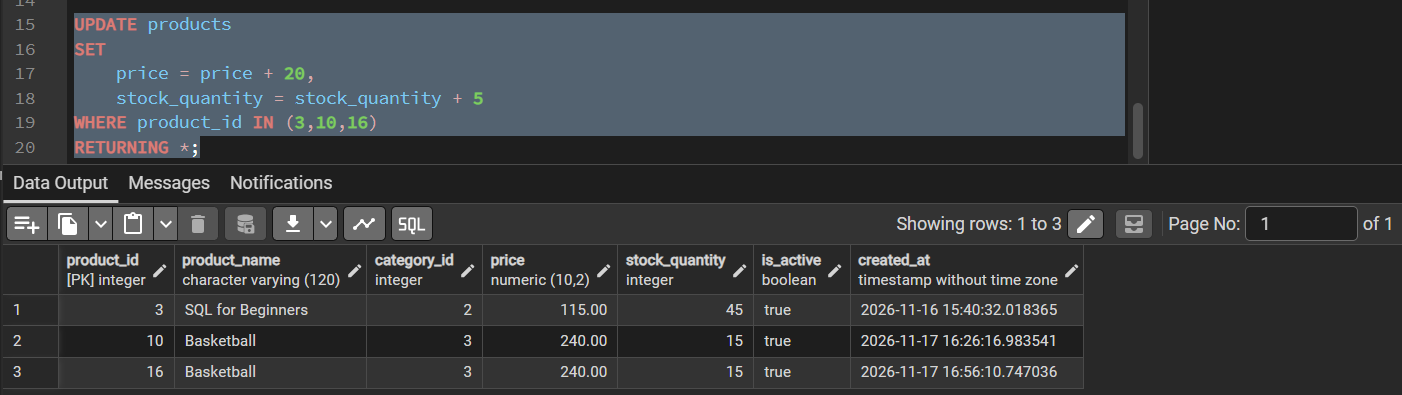 14
15 UPDATE products
16 SET
17 price = price + 20,
18 stock_quantity = stock_quantity + 5
19 WHERE product_id IN (3,10,16)
20 RETURNING *;
Data Output Messages Notifications
SQL Showing rows: 1 to 3 Page No: 1 of 1
product_id product_name category_id price stock_quantity is_active created_at
[PK] integer character varying (120) integer numeric (10,2) integer boolean timestamp without time zone
1 3 SQL for Beginners 2 115.00 45 true 2026-11-16 15:40:32.018365
2 10 Basketball 3 240.00 15 true 2026-11-17 16:26:16.983541
3 16 Basketball 3 240.00 15 true 2026-11-17 16:56:10.747036